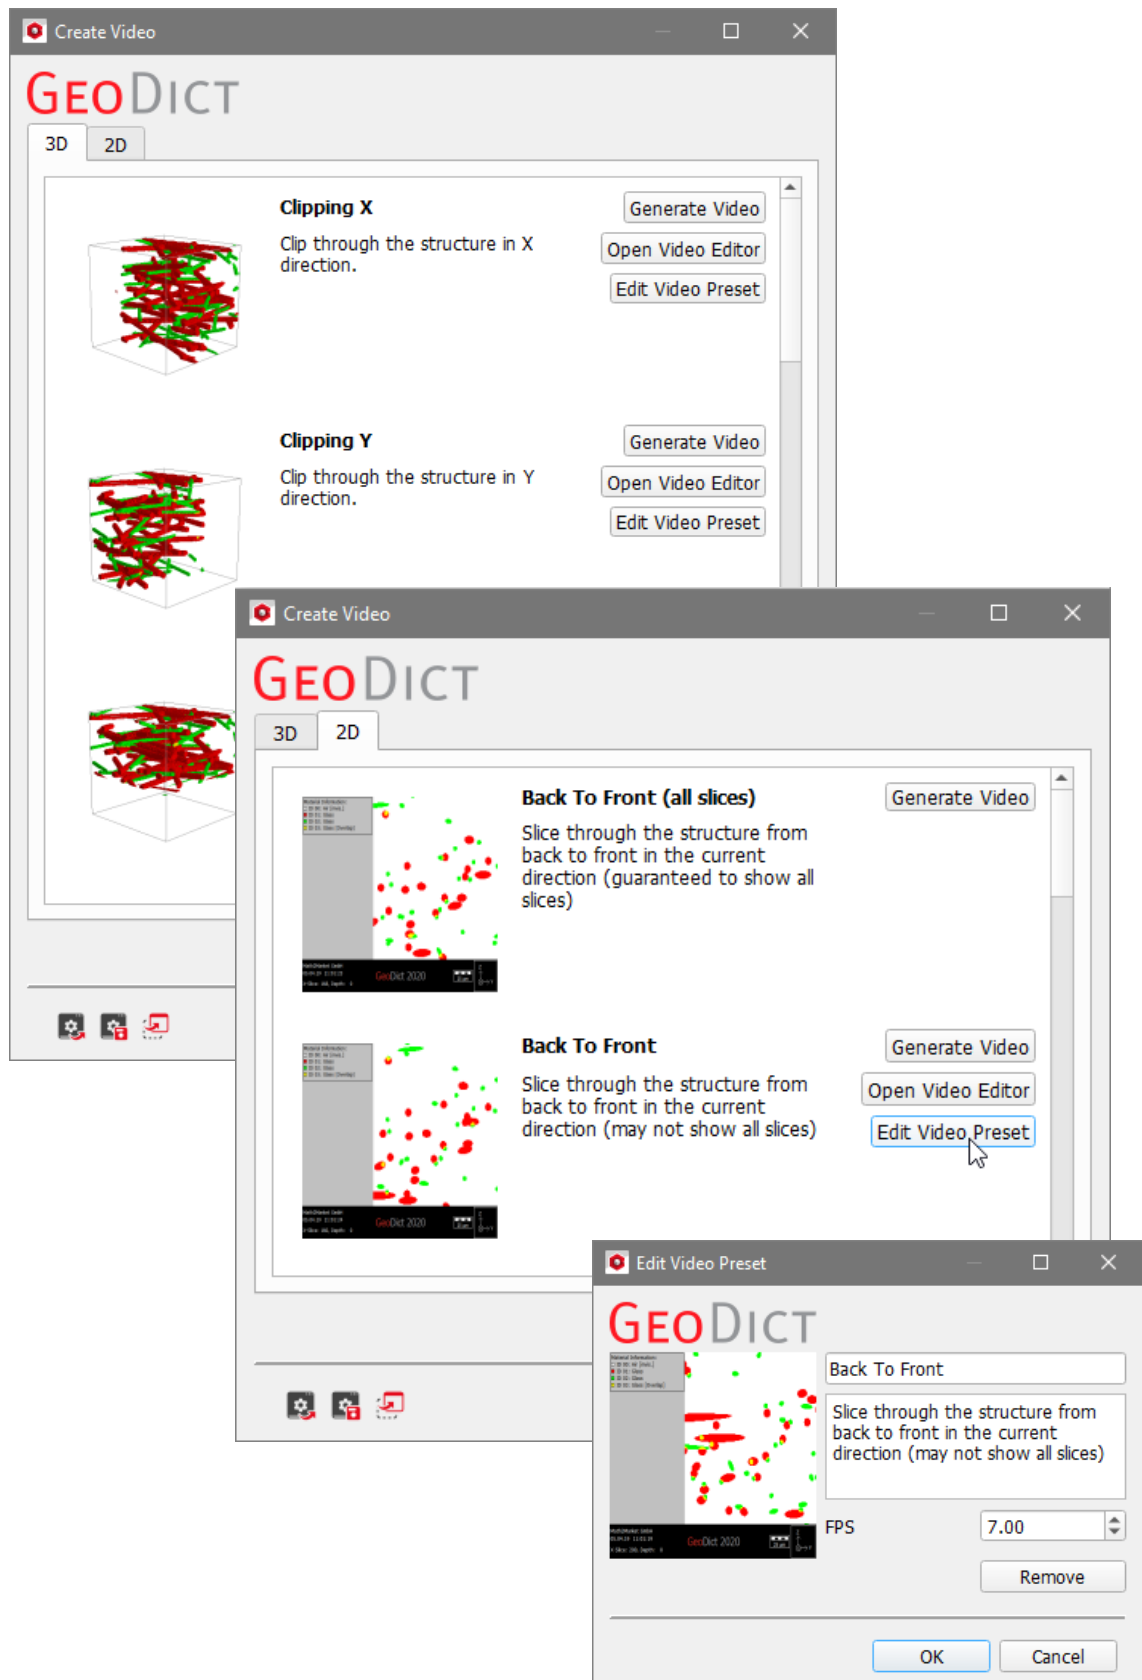 Create Video
GEODICT
3D 2D
Clipping X
Generate Video
Clip through the structure in X
direction.
Open Video Editor
Edit Video Preset
Clipping Y
Generate Video
Clip through the structure in Y
direction.
Open Video Editor
Edit Video Preset
Create Video
GEODICT
3D 2D
Back To Front (all slices)
Generate Video
Slice through the structure from
back to front in the current
direction (guaranteed to show all
slices)
GeoDict 2020
Back To Front
Generate Video
Slice through the structure from
back to front in the current
direction (may not show all slices)
Open Video Editor
Edit Video Preset
GeoDict 2020
Edit Video Preset
GEODICT
Back To Front
Slice through the structure from
back to front in the current
direction (may not show all slices)
GeoDict 2020
FPS 7.00
Remove
OK Cancel